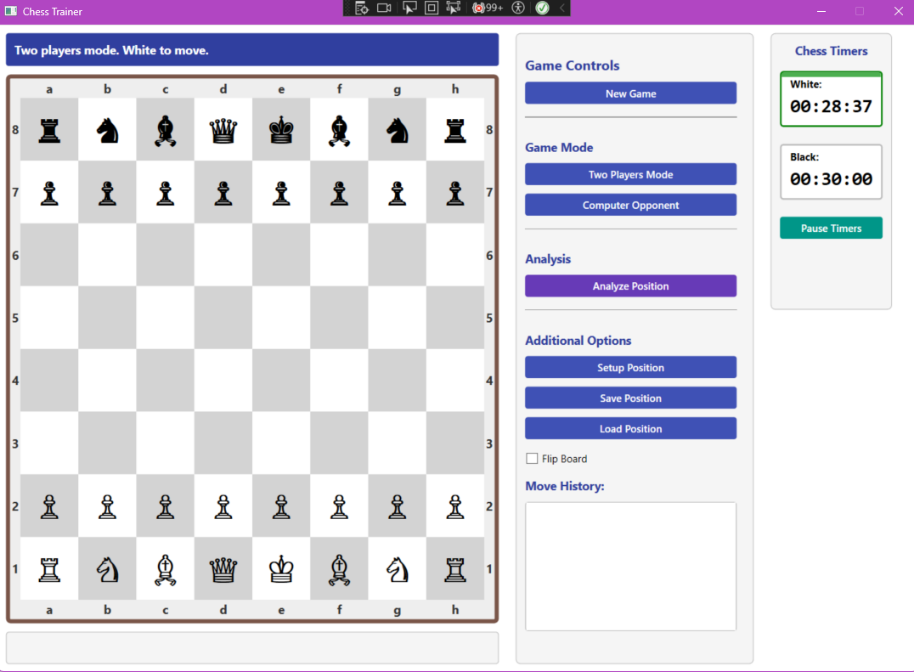 Chess Trainer
99+
Two players mode. White to move.
a b c d e f g h
8 8
7 7
6 6
5 5
4 4
3 3
2 2
1 1
a b c d e f g h
Game Controls
New Game
Game Mode
Two Players Mode
Computer Opponent
Analysis
Analyze Position
Additional Options
Setup Position
Save Position
Load Position
Flip Board
Move History:
Chess Timers
White:
00:28:37
Black:
00:30:00
Pause Timers